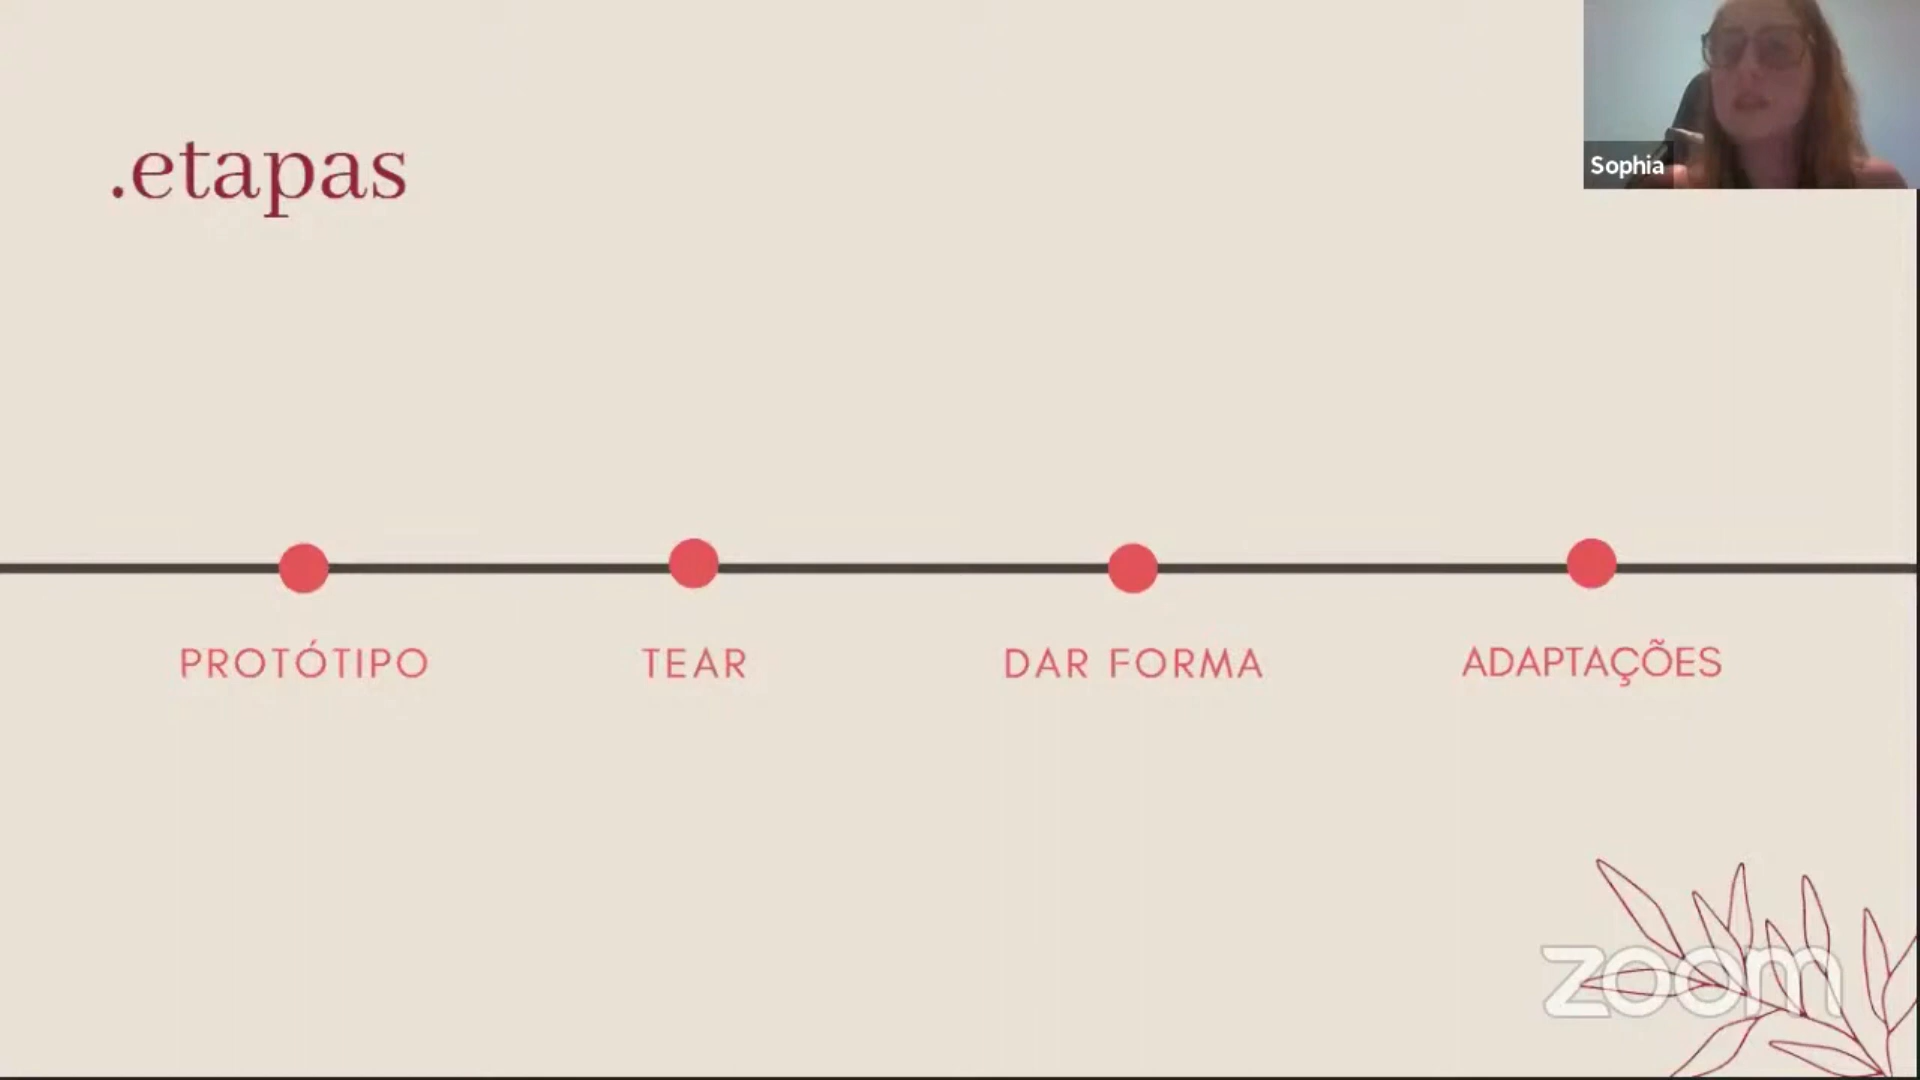 Sophia
.etapas
PROTÓTIPO
TEAR
DAR FORMA
ADAPTAÇÕES
zoom